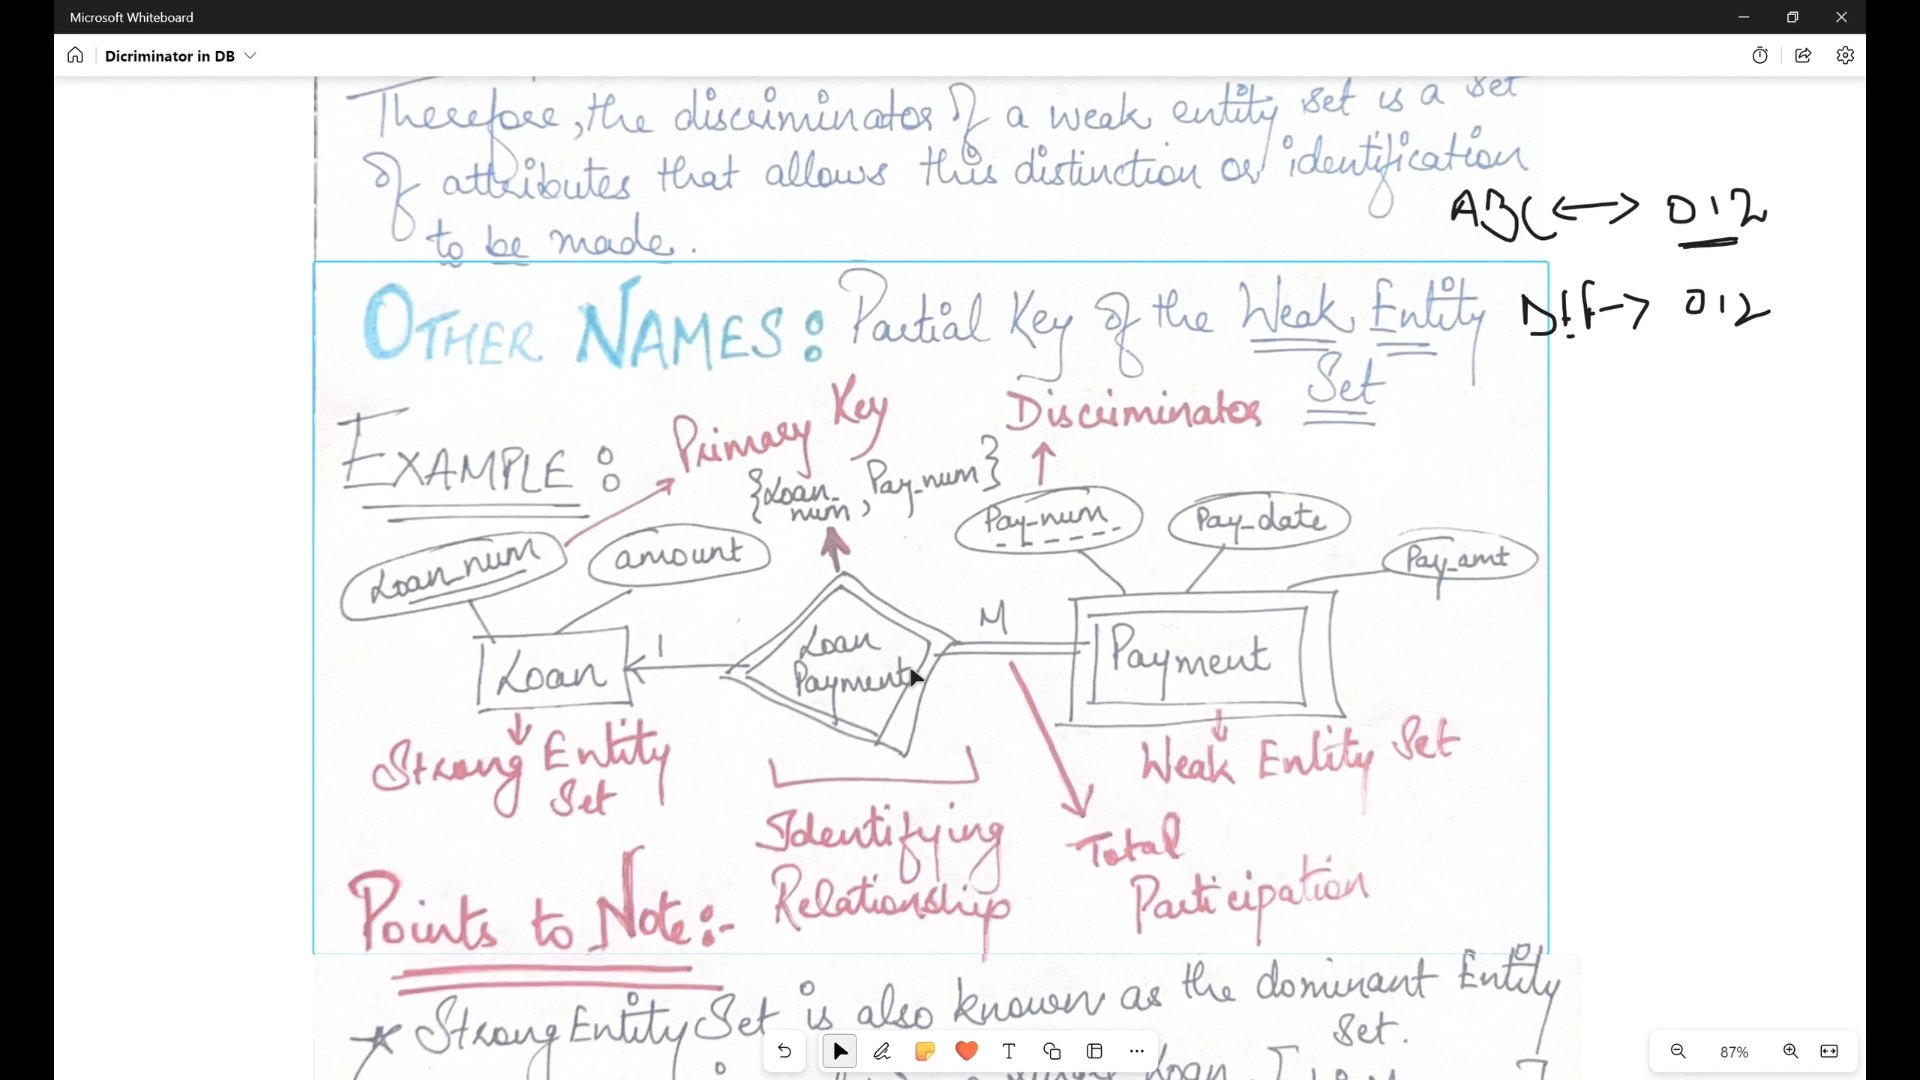 Microsoft Whiteboard
Dicriminator in DB
Therefore, the discriminator of a weak entity set is a set
of attributes that allows this distinction or identification
to be made.
ABC <-> 012
DEF -> 012
OTHER NAMES: Partial Key of the Weak Entity
Set
EXAMPLE:
Primary Key
Discriminator
{Loan_num, Pay_num}
Loan_num
amount
Pay_num
Pay_date
Pay_amt
Loan
1
Loan
Payment
M
Payment
Strong Entity
Set
Identifying
Relationship
Total
Participation
Weak Entity Set
Points to Note:-
* Strong Entity Set is also known as the dominant Entity
Set.
Loan
87%